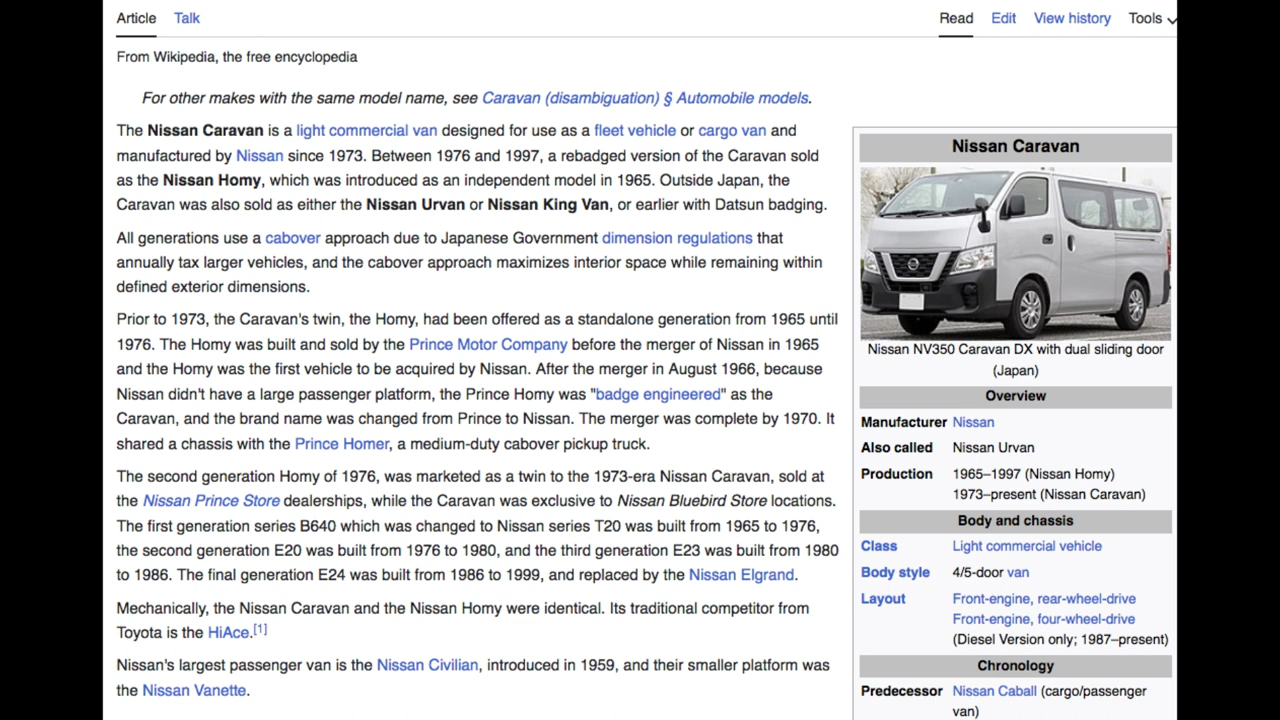 Article Talk Read Edit View history Tools
From Wikipedia, the free encyclopedia
For other makes with the same model name, see Caravan (disambiguation) § Automobile models.
The Nissan Caravan is a light commercial van designed for use as a fleet vehicle or cargo van and
manufactured by Nissan since 1973. Between 1976 and 1997, a rebadged version of the Caravan sold
as the Nissan Homy, which was introduced as an independent model in 1965. Outside Japan, the
Caravan was also sold as either the Nissan Urvan or Nissan King Van, or earlier with Datsun badging.
All generations use a cabover approach due to Japanese Government dimension regulations that
annually tax larger vehicles, and the cabover approach maximizes interior space while remaining within
defined exterior dimensions.
Prior to 1973, the Caravan's twin, the Homy, had been offered as a standalone generation from 1965 until
1976. The Homy was built and sold by the Prince Motor Company before the merger of Nissan in 1965
and the Homy was the first vehicle to be acquired by Nissan. After the merger in August 1966, because
Nissan didn't have a large passenger platform, the Prince Homy was "badge engineered" as the
Caravan, and the brand name was changed from Prince to Nissan. The merger was complete by 1970. It
shared a chassis with the Prince Homer, a medium-duty cabover pickup truck.
The second generation Homy of 1976, was marketed as a twin to the 1973-era Nissan Caravan, sold at
the Nissan Prince Store dealerships, while the Caravan was exclusive to Nissan Bluebird Store locations.
The first generation series B640 which was changed to Nissan series T20 was built from 1965 to 1976,
the second generation E20 was built from 1976 to 1980, and the third generation E23 was built from 1980
to 1986. The final generation E24 was built from 1986 to 1999, and replaced by the Nissan Elgrand.
Mechanically, the Nissan Caravan and the Nissan Homy were identical. Its traditional competitor from
Toyota is the HiAce.[1]
Nissan's largest passenger van is the Nissan Civilian, introduced in 1959, and their smaller platform was
the Nissan Vanette.
Nissan Caravan
Nissan NV350 Caravan DX with dual sliding door
(Japan)
Overview
Manufacturer Nissan
Also called Nissan Urvan
Production 1965–1997 (Nissan Homy)
1973–present (Nissan Caravan)
Body and chassis
Class Light commercial vehicle
Body style 4/5-door van
Layout Front-engine, rear-wheel-drive
Front-engine, four-wheel-drive
(Diesel Version only; 1987–present)
Chronology
Predecessor Nissan Caball (cargo/passenger
van)